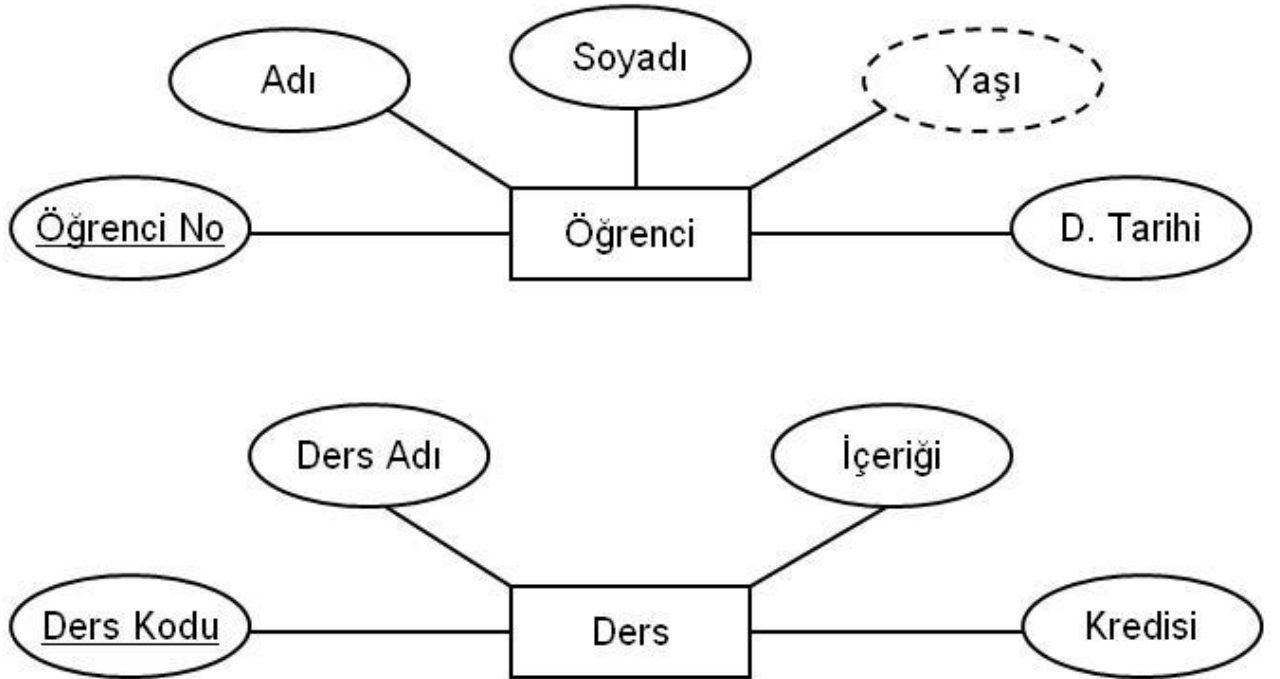 Soyadı
Adı
Yaşı
Öğrenci No
Öğrenci
D. Tarihi
Ders Adı
İçeriği
Ders Kodu
Ders
Kredisi